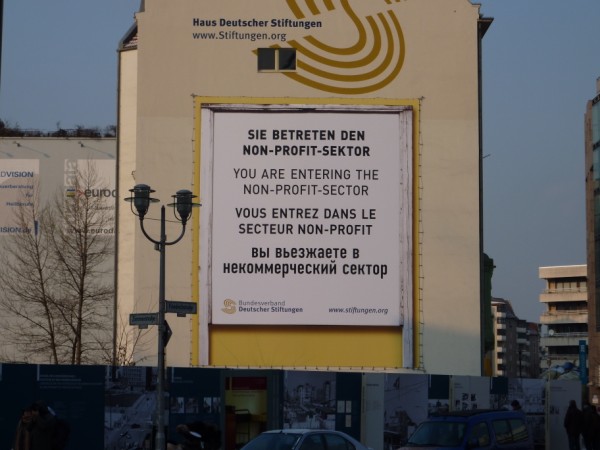 Haus Deutscher Stiftungen
www.Stiftungen.org
SIE BETRETEN DEN
NON-PROFIT-SEKTOR
YOU ARE ENTERING THE
NON-PROFIT-SECTOR
VOUS ENTREZ DANS LE
SECTEUR NON-PROFIT
вы вьезжаете в
некоммерческий сектор
Bundesverband
Deutscher Stiftungen
www.stiftungen.org